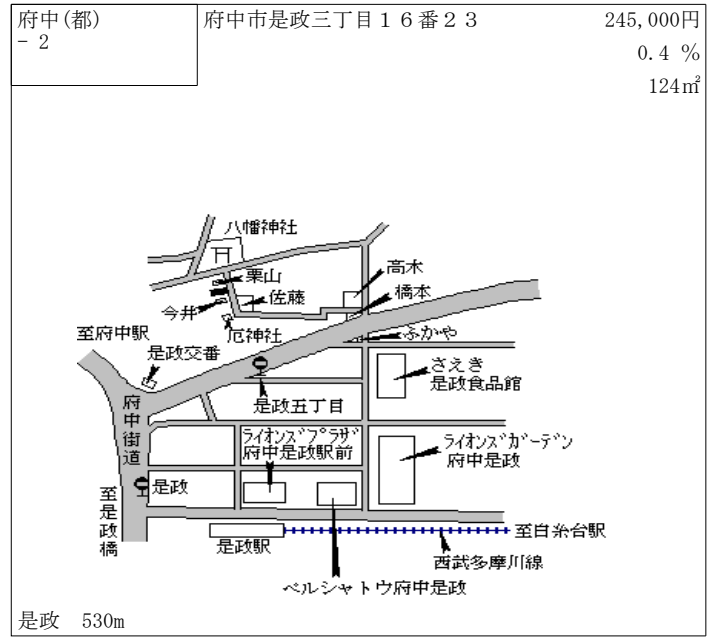 府中(都)
- 2
府中市是政三丁目１６番２３
245,000円
0.4 %
124㎡
八幡神社
栗山
高木
佐藤
橋本
今井
厄神社
ふかや
至府中駅
是政交番
さえき
是政食品館
是政五丁目
府中街道
ライオンズプラザ
府中是政駅前
ライオンズガーデン
府中是政
是政
至是政橋
至白糸台駅
是政駅
西武多摩川線
ベルシャトウ府中是政
是政　530m